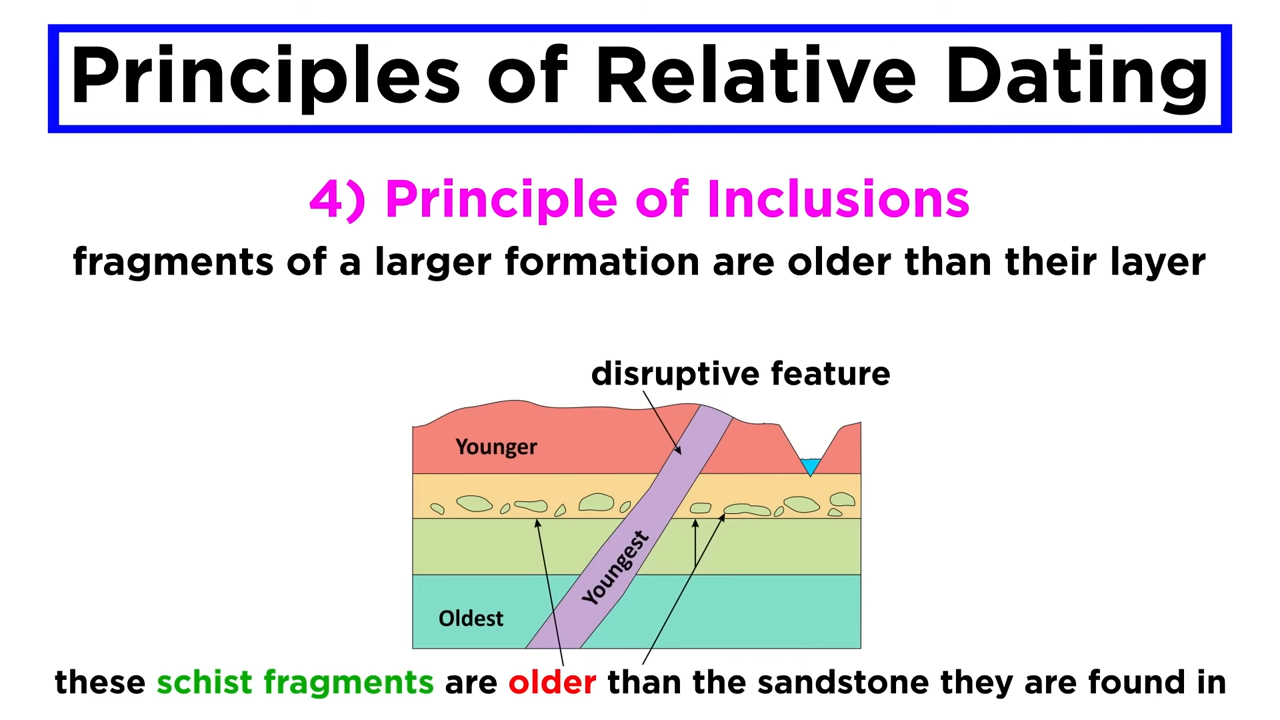 Principles of Relative Dating
4) Principle of Inclusions
fragments of a larger formation are older than their layer
disruptive feature
Younger
Youngest
Oldest
these schist fragments are older than the sandstone they are found in